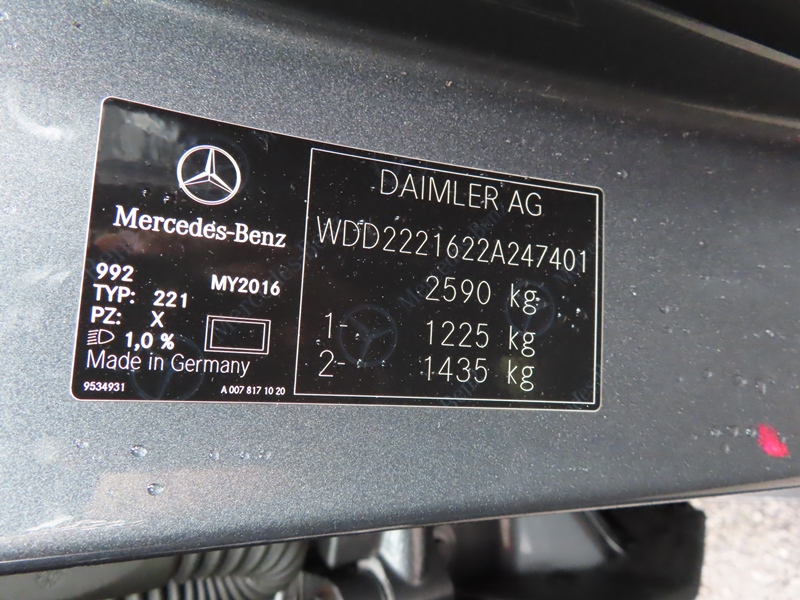 Mercedes-Benz
992 MY2016
TYP: 221
PZ: X
1,0 %
Made in Germany
9534931 A 007 817 10 20
DAIMLER AG
WDD2221622A247401
2590 kg
1- 1225 kg
2- 1435 kg